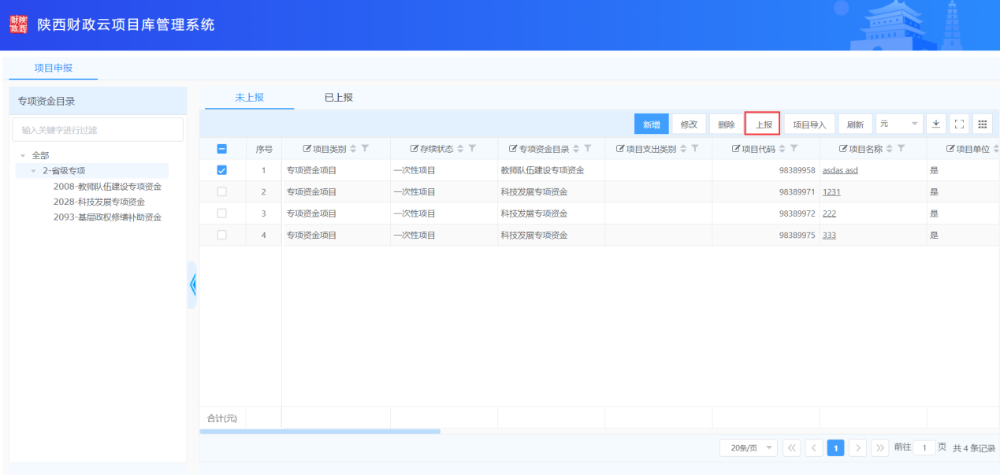 财陕
政西
陕西财政云项目库管理系统
项目申报
专项资金目录
输入关键字进行过滤
全部
2-省级专项
2008-教师队伍建设专项资金
2028-科技发展专项资金
2093-基层政权修缮补助资金
未上报 已上报
新增 修改 删除 上报 项目导入 刷新 元
序号 项目类别 存续状态 专项资金目录 项目支出类别 项目代码 项目名称 项目单位
1 专项资金项目 一次性项目 教师队伍建设专项资金 98389958 asdas asd 是
2 专项资金项目 一次性项目 科技发展专项资金 98389971 1231 是
3 专项资金项目 一次性项目 科技发展专项资金 98389972 222 是
4 专项资金项目 一次性项目 科技发展专项资金 98389975 333 是
合计(元)
20条/页 1 前往 1 页 共 4 条记录